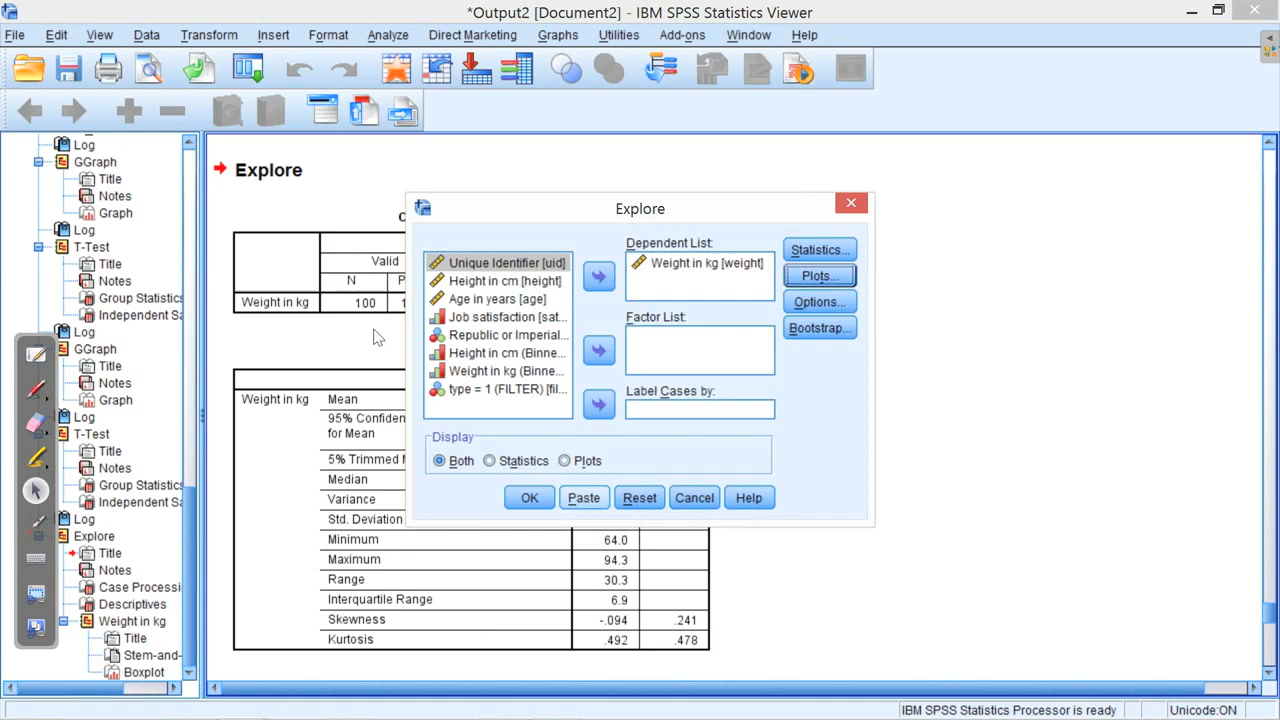 *Output2 [Document2] - IBM SPSS Statistics Viewer
File Edit View Data Transform Insert Format Analyze Direct Marketing Graphs Utilities Add-ons Window Help
Log
GGraph
Title
Notes
Graph
Log
T-Test
Title
Notes
Group Statistics
Independent Sa
Log
GGraph
Title
Notes
Graph
Log
T-Test
Title
Notes
Group Statistics
Independent Sa
Log
Explore
Title
Notes
Case Processi
Descriptives
Weight in kg
Title
Stem-and-
Boxplot
Explore
Valid
N
Weight in kg 100 1
Weight in kg Mean
95% Confiden
for Mean
5% Trimmed M
Median
Variance
Std. Deviation
Minimum 64.0
Maximum 94.3
Range 30.3
Interquartile Range 6.9
Skewness -.094 .241
Kurtosis .492 .478
Explore
Unique Identifier [uid]
Height in cm [height]
Age in years [age]
Job satisfaction [sat...
Republic or Imperial...
Height in cm (Binne...
Weight in kg (Binne...
type = 1 (FILTER) [fil...
Dependent List:
Weight in kg [weight]
Factor List:
Label Cases by:
Statistics...
Plots...
Options...
Bootstrap...
Display
Both Statistics Plots
OK Paste Reset Cancel Help
IBM SPSS Statistics Processor is ready Unicode:ON